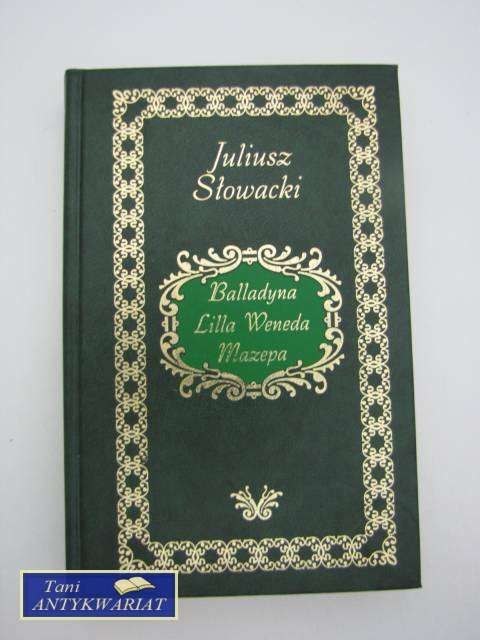 Juliusz
Słowacki
Balladyna
Lilla Weneda
Mazepa
Tani
ANTYKWARIAT